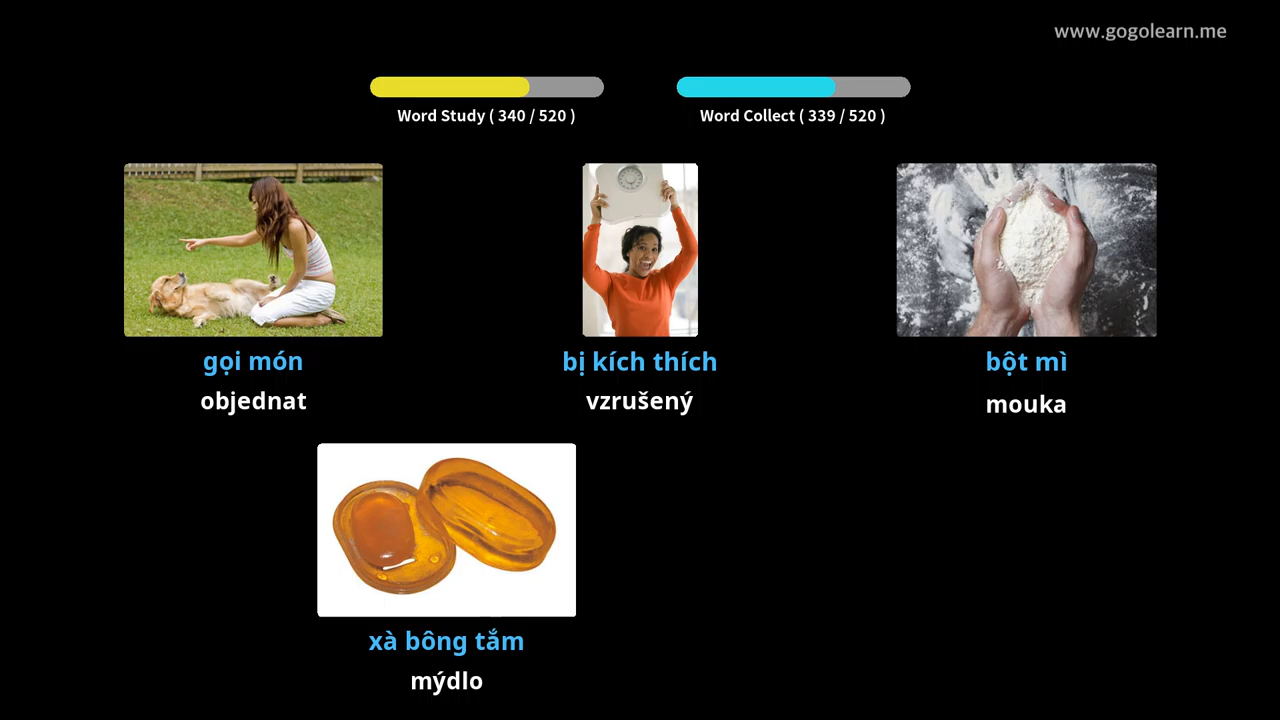 www.gogolearn.me
Word Study ( 340 / 520 )
Word Collect ( 339 / 520 )
gọi món
objednat
bị kích thích
vzrušený
bột mì
mouka
xà bông tắm
mýdlo